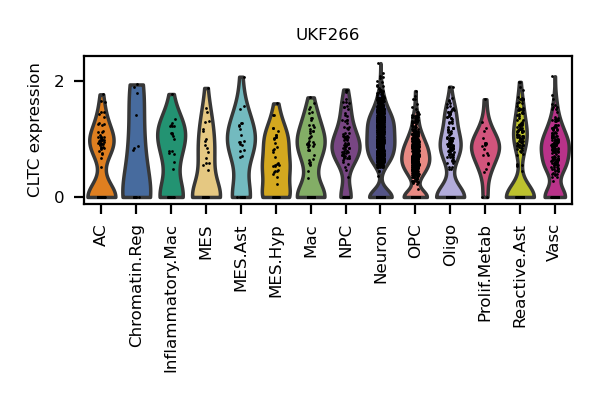 UKF266
CLTC expression
2
0
AC
Chromatin.Reg
Inflammatory.Mac
MES
MES.Ast
MES.Hyp
Mac
NPC
Neuron
OPC
Oligo
Prolif.Metab
Reactive.Ast
Vasc